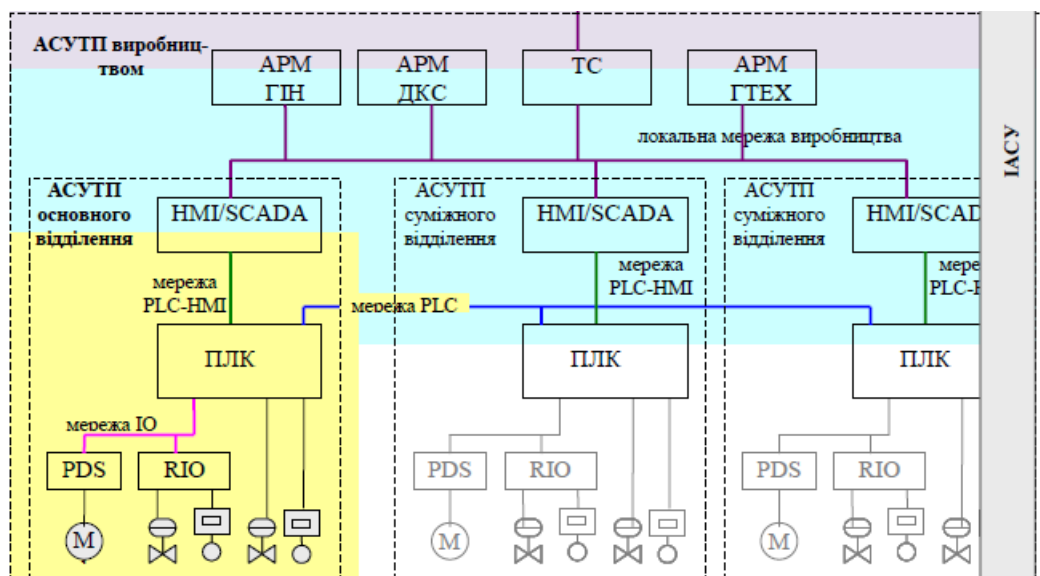 АСУТП виробниц-
твом
АРМ
ГІН
АРМ
ДКС
ТС
АРМ
ГТЕХ
локальна мережа виробництва
ІАСУ
АСУТП
основного
відділення
HMI/SCADA
АСУТП
суміжного
відділення
HMI/SCADA
АСУТП
суміжного
відділення
HMI/SCADA
мережа
PLC-HMI
мережа
PLC-HMI
мере
PLC-H
мережа PLC
ПЛК
ПЛК
ПЛК
мережа ІО
PDS
RIO
PDS
RIO
PDS
RIO
M
M
M